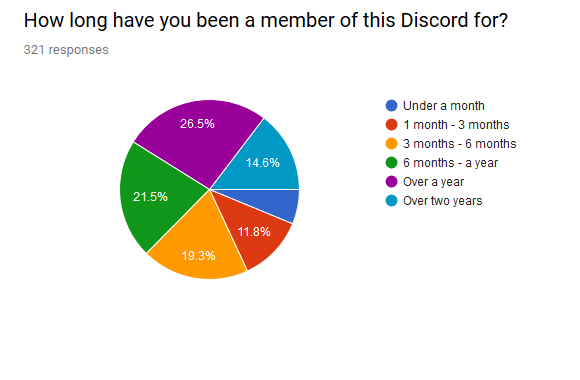 How long have you been a member of this Discord for?
321 responses
Under a month
1 month - 3 months
3 months - 6 months
6 months - a year
Over a year
Over two years
26.5%
14.6%
21.5%
11.8%
19.3%